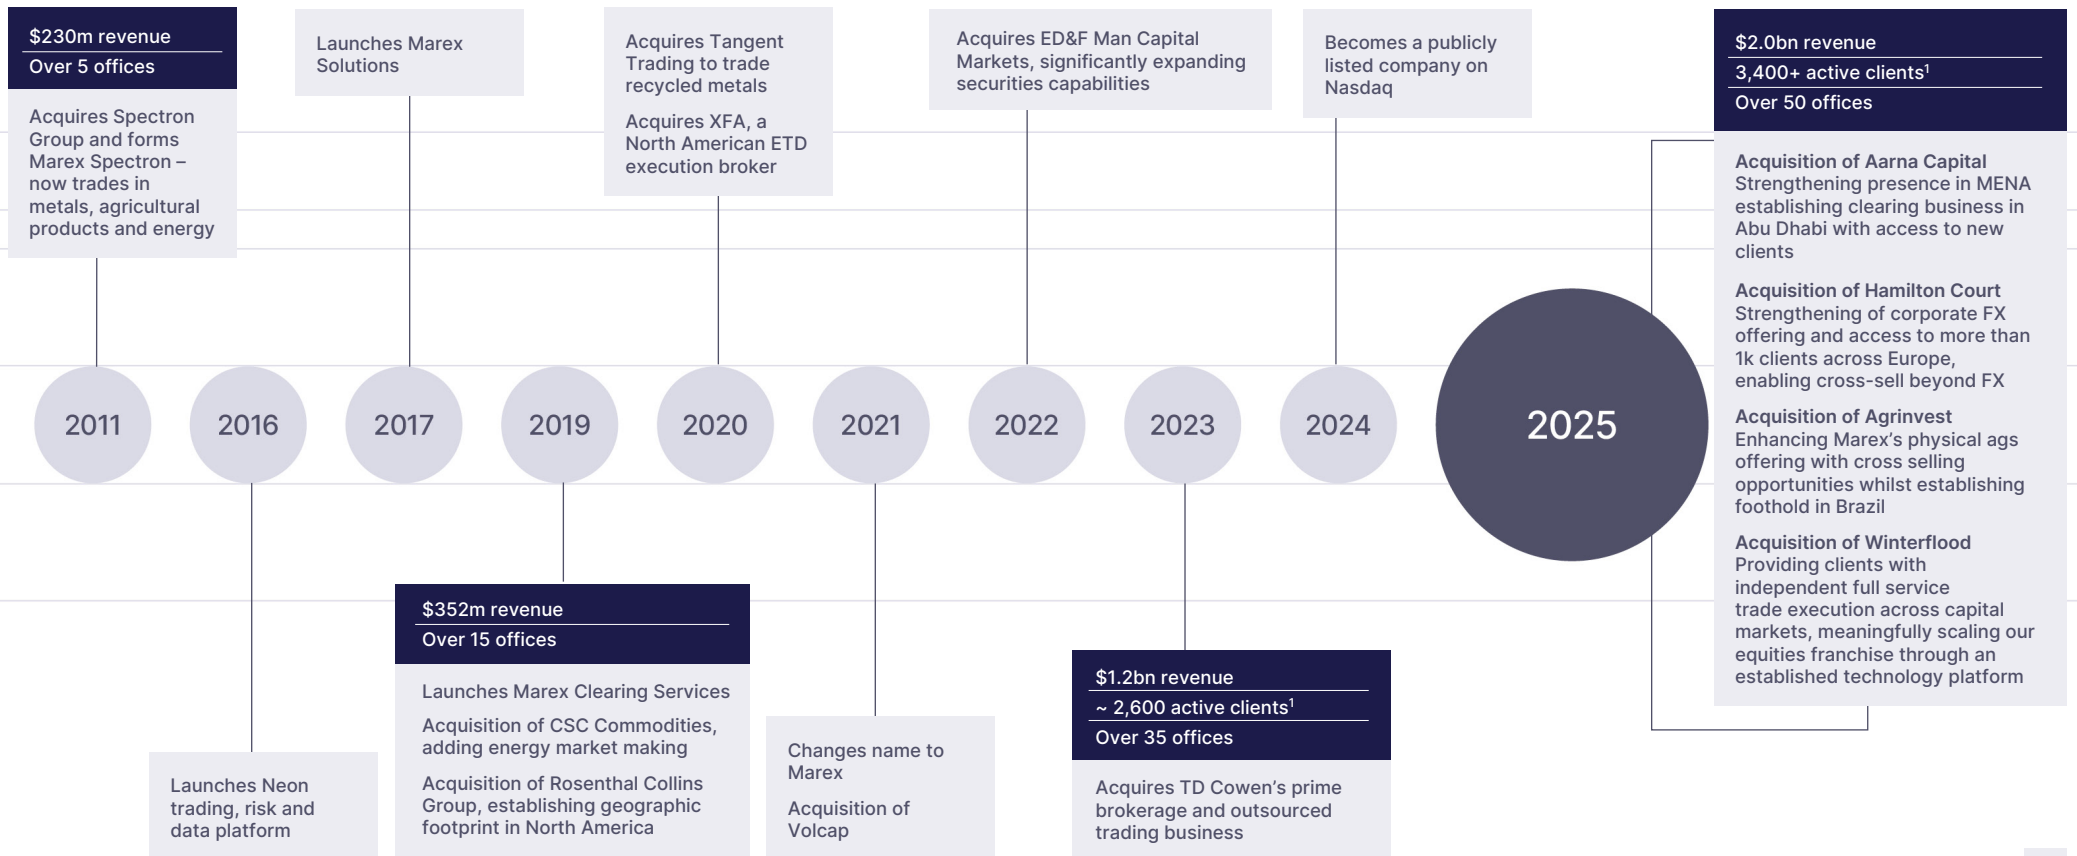 $230m revenue
Over 5 offices
Acquires Spectron
Group and forms
Marex Spectron –
now trades in
metals, agricultural
products and energy
Launches Marex
Solutions
Acquires Tangent
Trading to trade
recycled metals
Acquires XFA, a
North American ETD
execution broker
Acquires ED&F Man Capital
Markets, significantly expanding
securities capabilities
Becomes a publicly
listed company on
Nasdaq
$2.0bn revenue
3,400+ active clients¹
Over 50 offices
Acquisition of Aarna Capital
Strengthening presence in MENA
establishing clearing business in
Abu Dhabi with access to new
clients
Acquisition of Hamilton Court
Strengthening of corporate FX
offering and access to more than
1k clients across Europe,
enabling cross-sell beyond FX
Acquisition of Agrinvest
Enhancing Marex’s physical ags
offering with cross selling
opportunities whilst establishing
foothold in Brazil
Acquisition of Winterflood
Providing clients with
independent full service
trade execution across capital
markets, meaningfully scaling our
equities franchise through an
established technology platform
2011
2016
2017
2019
2020
2021
2022
2023
2024
2025
Launches Neon
trading, risk and
data platform
$352m revenue
Over 15 offices
Launches Marex Clearing Services
Acquisition of CSC Commodities,
adding energy market making
Acquisition of Rosenthal Collins
Group, establishing geographic
footprint in North America
Changes name to
Marex
Acquisition of
Volcap
$1.2bn revenue
~ 2,600 active clients¹
Over 35 offices
Acquires TD Cowen’s prime
brokerage and outsourced
trading business